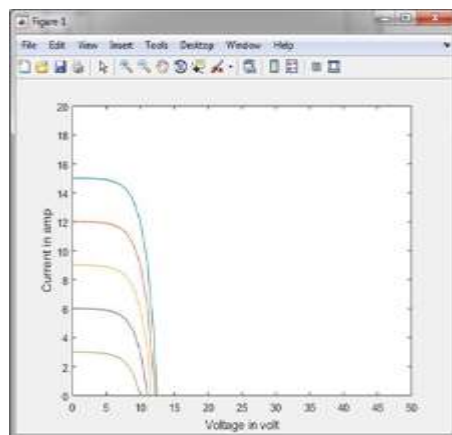 Figure 1
File Edit View Insert Tools Desktop Window Help
20
18
16
14
12
10
8
6
4
2
0
Current in amp
0 5 10 15 20 25 30 35 40 45 50
Voltage in volt